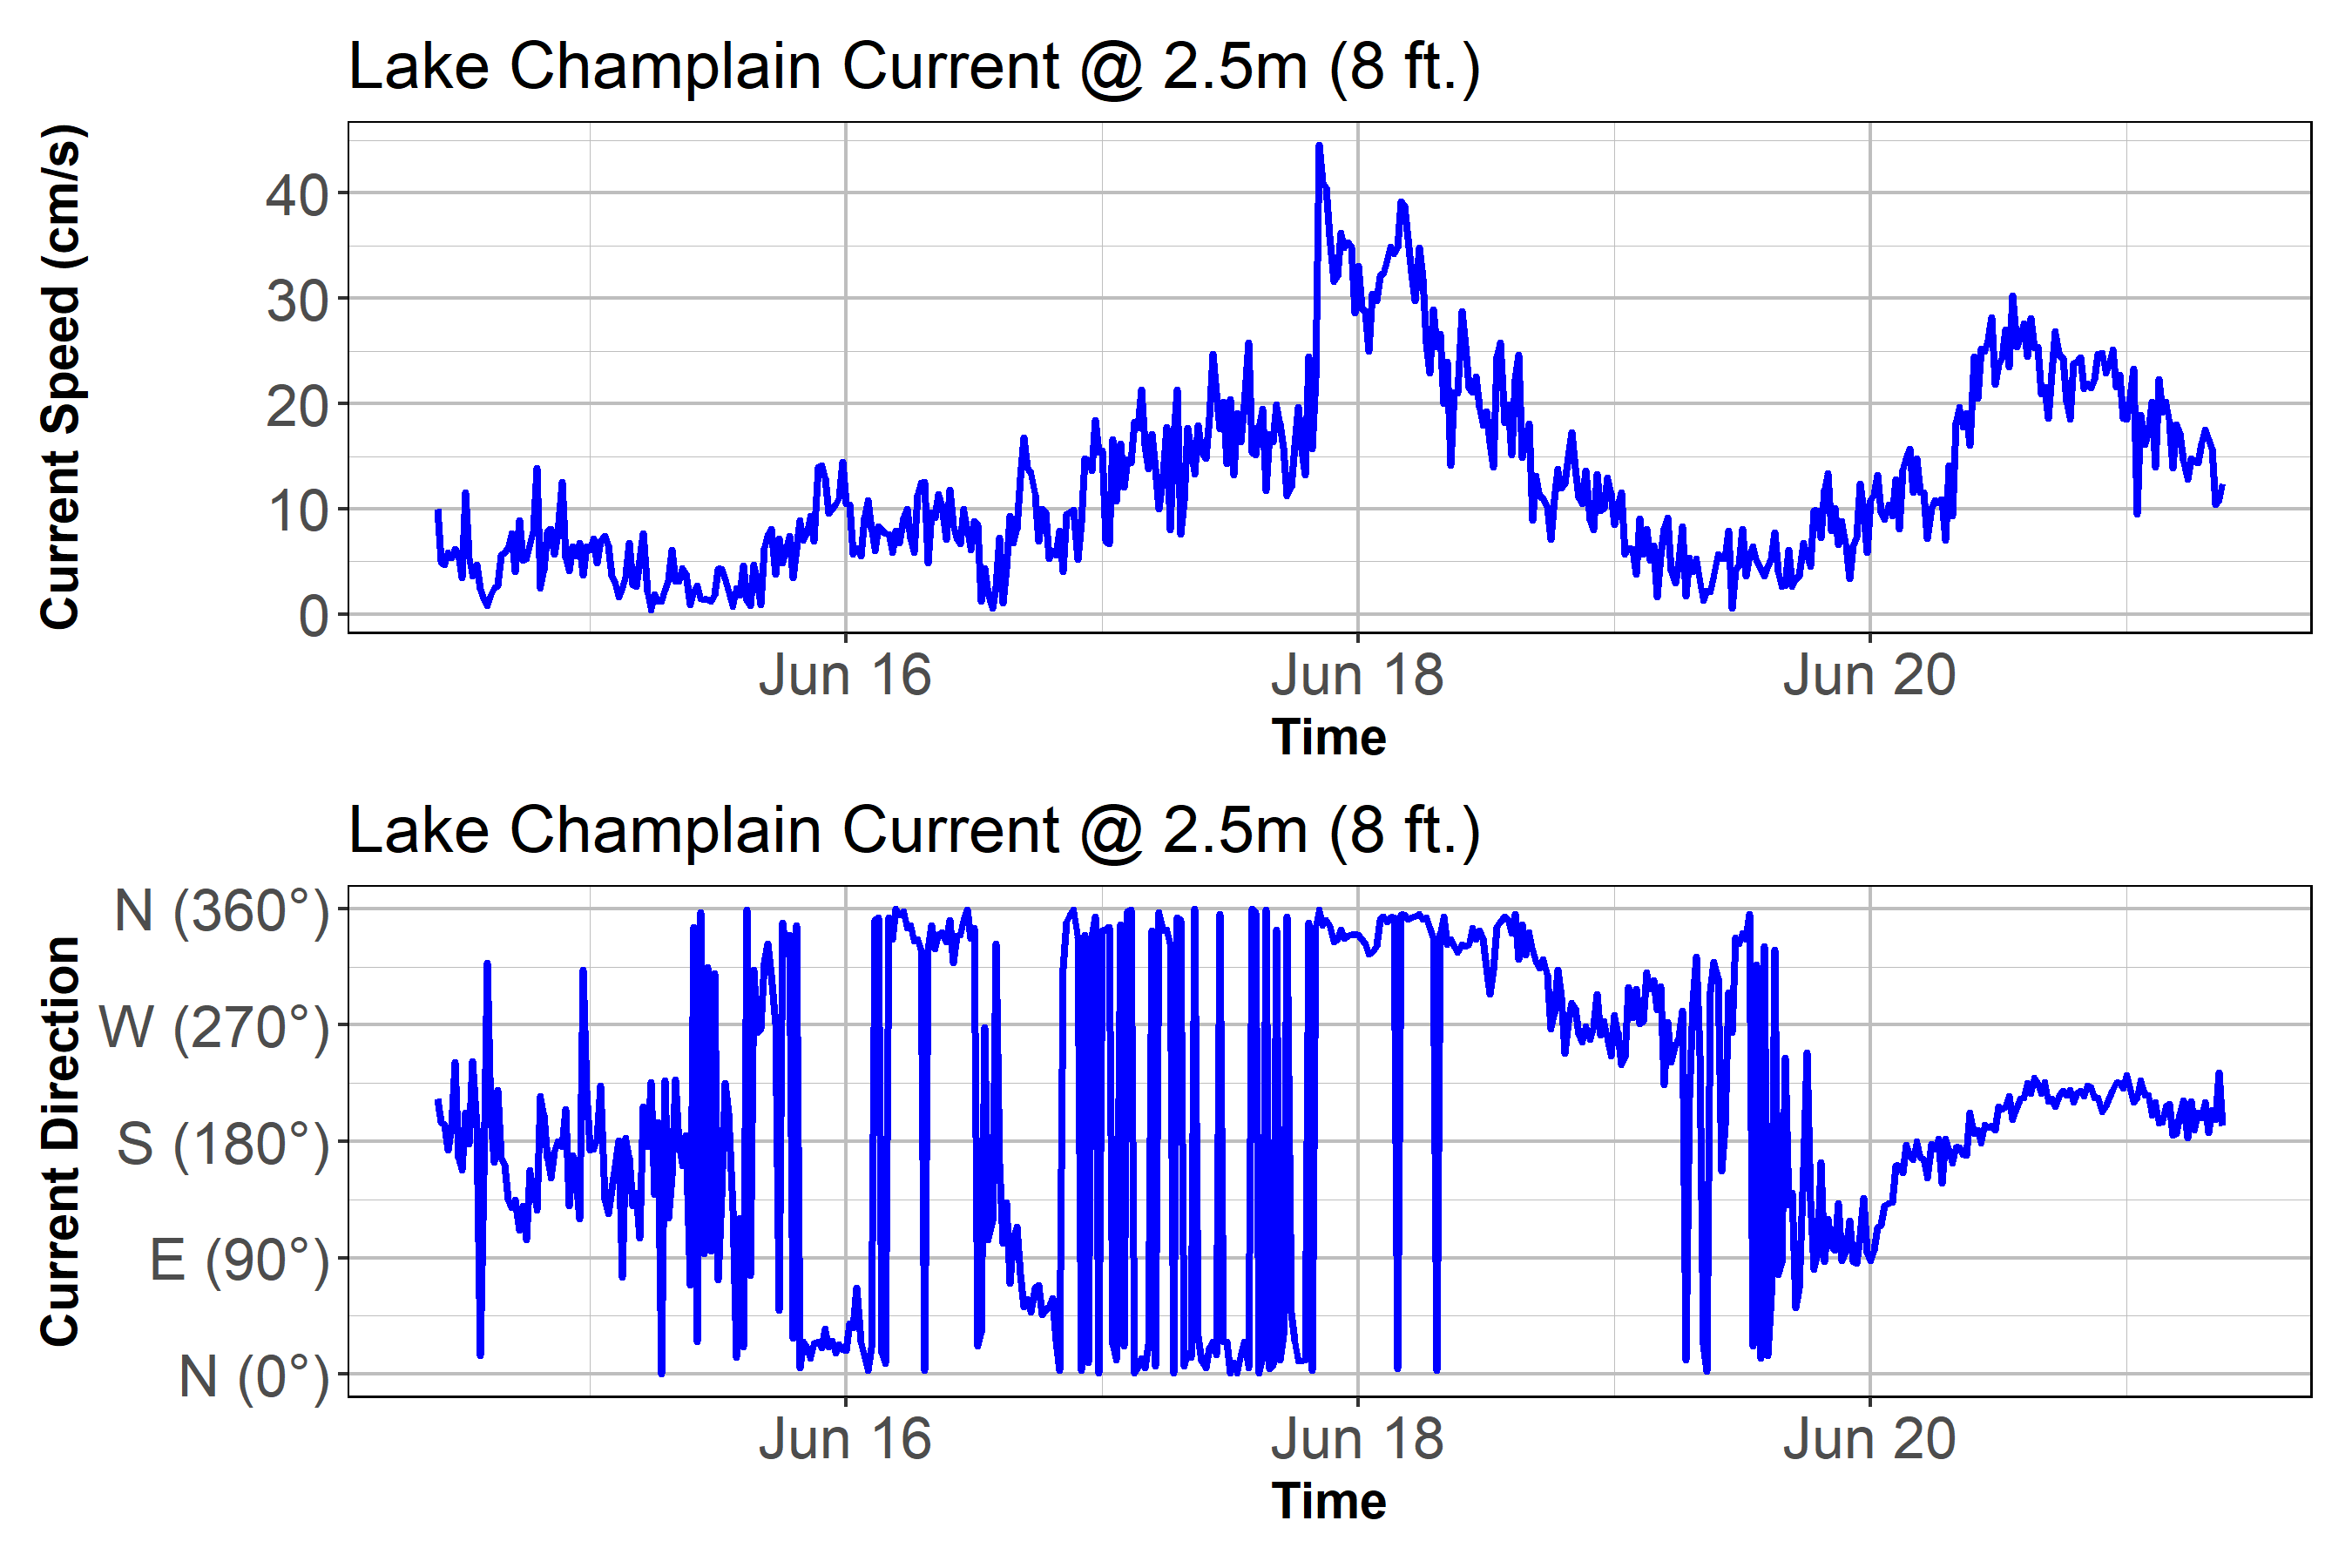 Lake Champlain Current @ 2.5m (8 ft.)
Current Speed (cm/s)
40
30
20
10
0
Jun 16 Jun 18 Jun 20
Time
Lake Champlain Current @ 2.5m (8 ft.)
Current Direction
N (360°)
W (270°)
S (180°)
E (90°)
N (0°)
Jun 16 Jun 18 Jun 20
Time